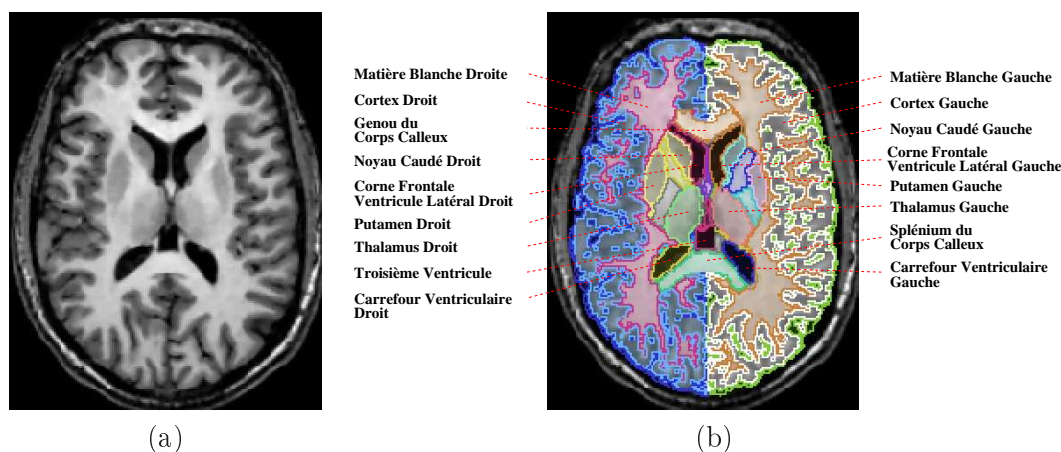 Matière Blanche Droite
Cortex Droit
Genou du
Corps Calleux
Noyau Caudé Droit
Corne Frontale
Ventricule Latéral Droit
Putamen Droit
Thalamus Droit
Troisième Ventricule
Carrefour Ventriculaire
Droit
Matière Blanche Gauche
Cortex Gauche
Noyau Caudé Gauche
Corne Frontale
Ventricule Latéral Gauche
Putamen Gauche
Thalamus Gauche
Splénium du
Corps Calleux
Carrefour Ventriculaire
Gauche
(a)
(b)